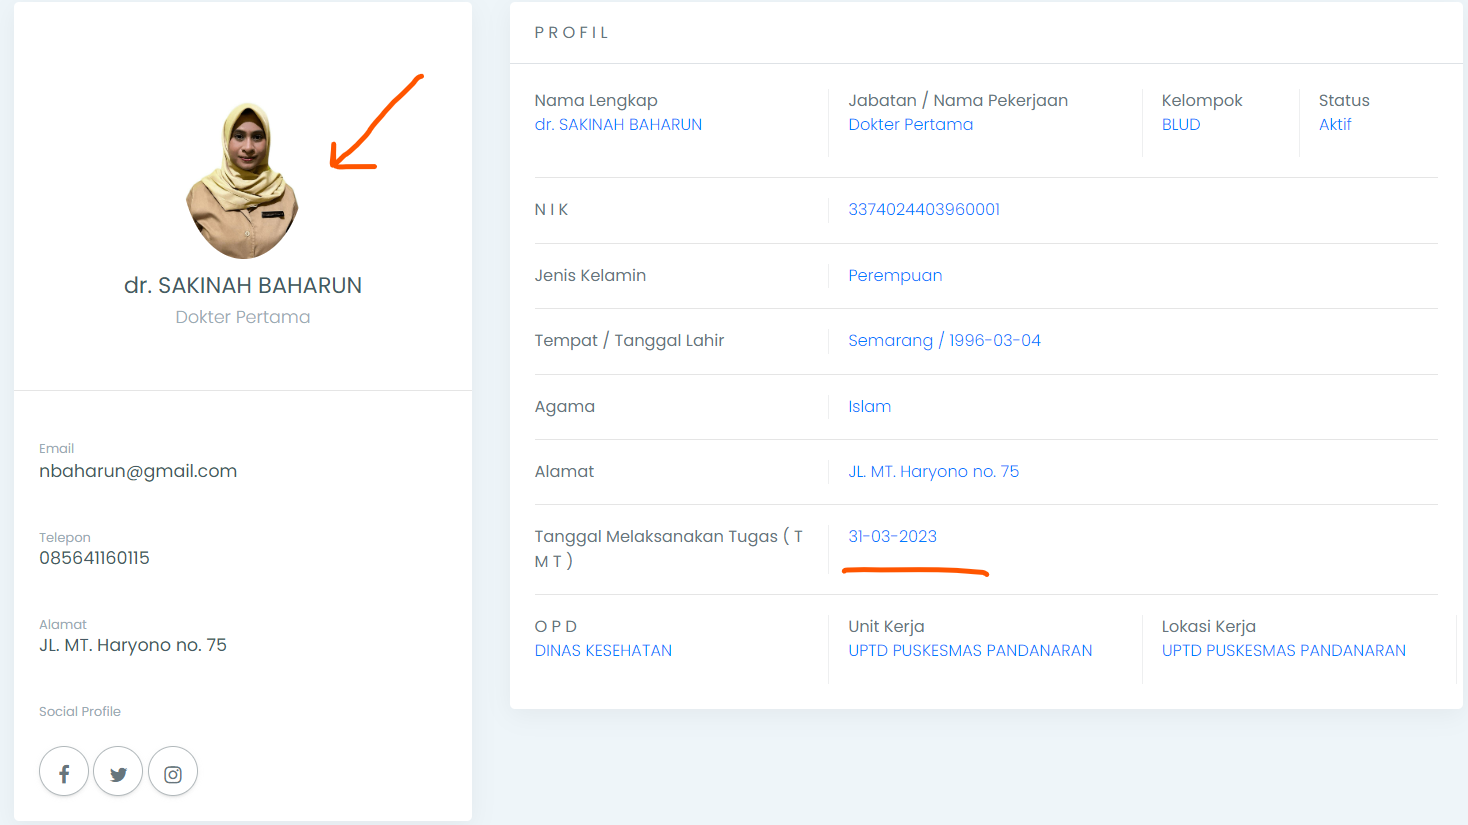 dr. SAKINAH BAHARUN
Dokter Pertama
Email
nbaharun@gmail.com
Telepon
085641160115
Alamat
JL. MT. Haryono no. 75
Social Profile
PROFIL
Nama Lengkap
dr. SAKINAH BAHARUN
Jabatan / Nama Pekerjaan
Dokter Pertama
Kelompok
BLUD
Status
Aktif
N I K
3374024403960001
Jenis Kelamin
Perempuan
Tempat / Tanggal Lahir
Semarang / 1996-03-04
Agama
Islam
Alamat
JL. MT. Haryono no. 75
Tanggal Melaksanakan Tugas ( T
M T )
31-03-2023
O P D
DINAS KESEHATAN
Unit Kerja
UPTD PUSKESMAS PANDANARAN
Lokasi Kerja
UPTD PUSKESMAS PANDANARAN